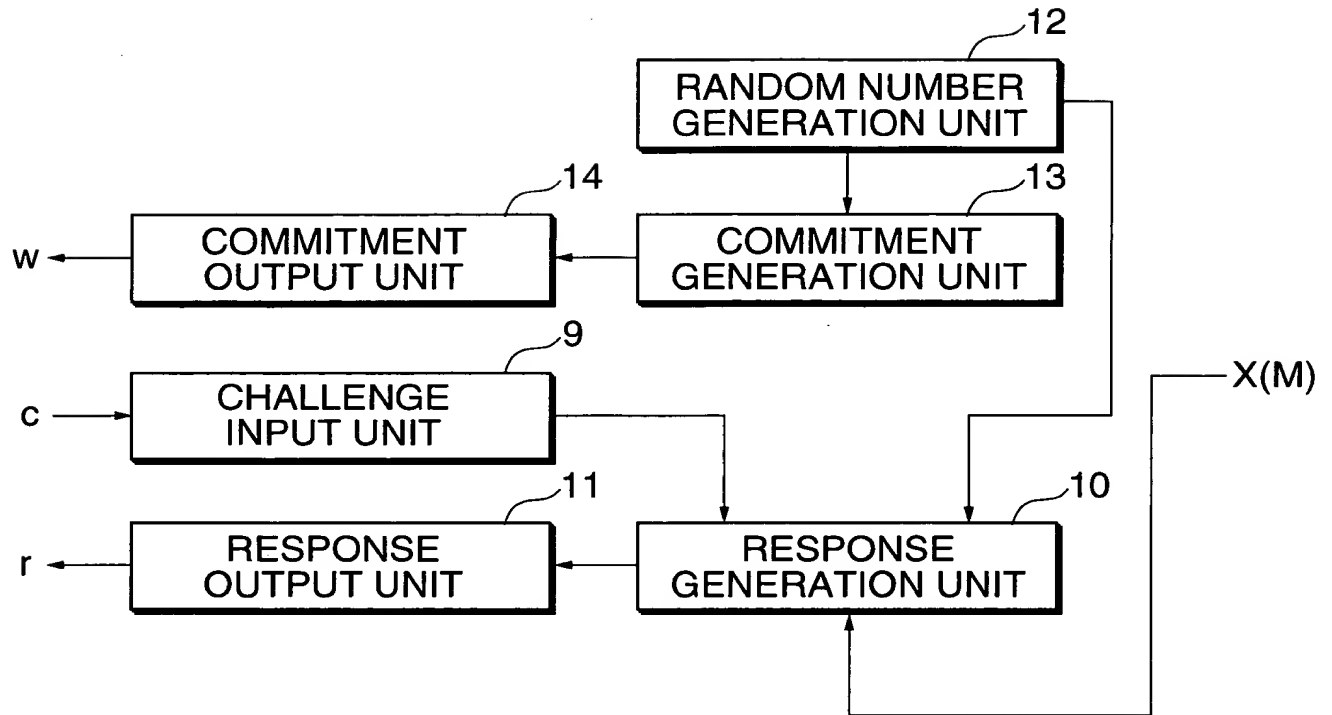 12
RANDOM NUMBER
GENERATION UNIT
14
13
COMMITMENT
OUTPUT UNIT
COMMITMENT
GENERATION UNIT
w
9
CHALLENGE
INPUT UNIT
c
X(M)
11
10
RESPONSE
OUTPUT UNIT
RESPONSE
GENERATION UNIT
r